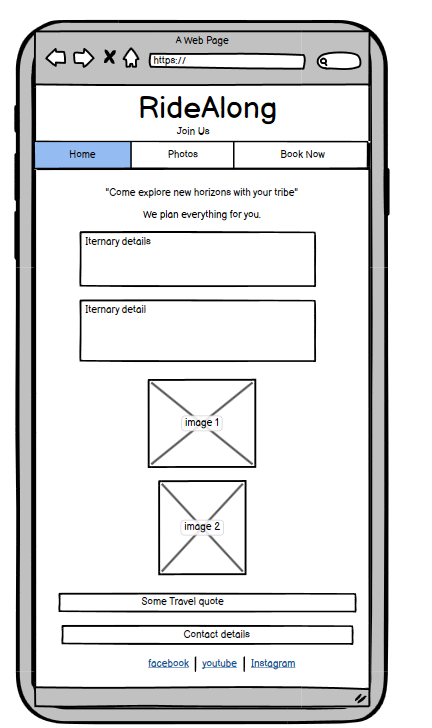 A Web Page
https://
RideAlong
Join Us
Home Photos Book Now
"Come explore new horizons with your tribe"
We plan everything for you.
Iternary details
Iternary detail
image 1
image 2
Some Travel quote
Contact details
facebook | youtube | Instagram